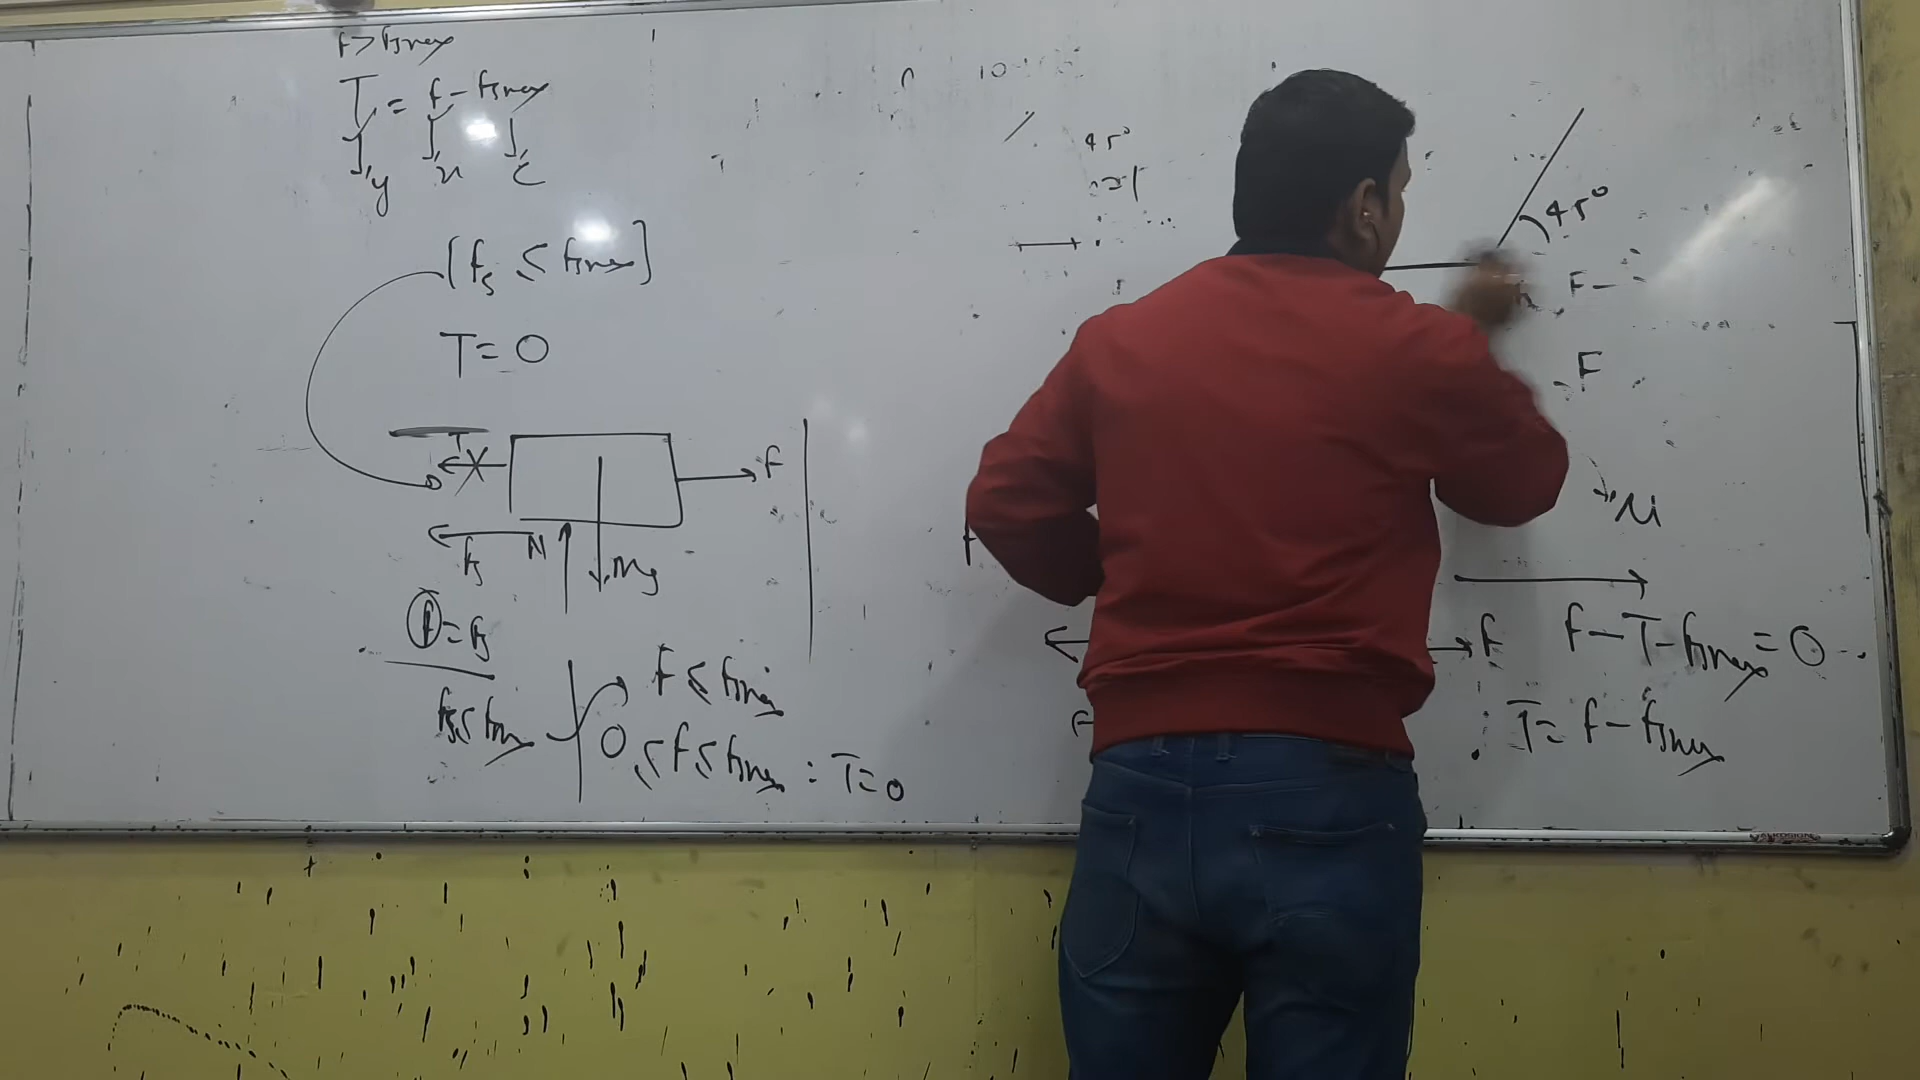 F > fsmax
T = F - fsmax
y x c
[fs ≤ fsmax]
T = 0
T F
fs N mg
F = fs
fs ≤ fsmax
F ≤ fsmax
0 ≤ F ≤ fsmax : T = 0
45°
45°
F
μ
F F - T - fsmax = 0
T = F - fsmax